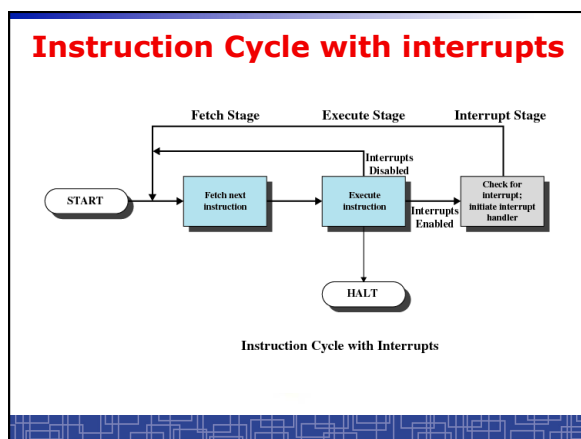 Instruction Cycle with interrupts
Fetch Stage
Execute Stage
Interrupt Stage
Interrupts
Disabled
START
Fetch next
instruction
Execute
instruction
Interrupts
Enabled
Check for
interrupt;
initiate interrupt
handler
HALT
Instruction Cycle with Interrupts